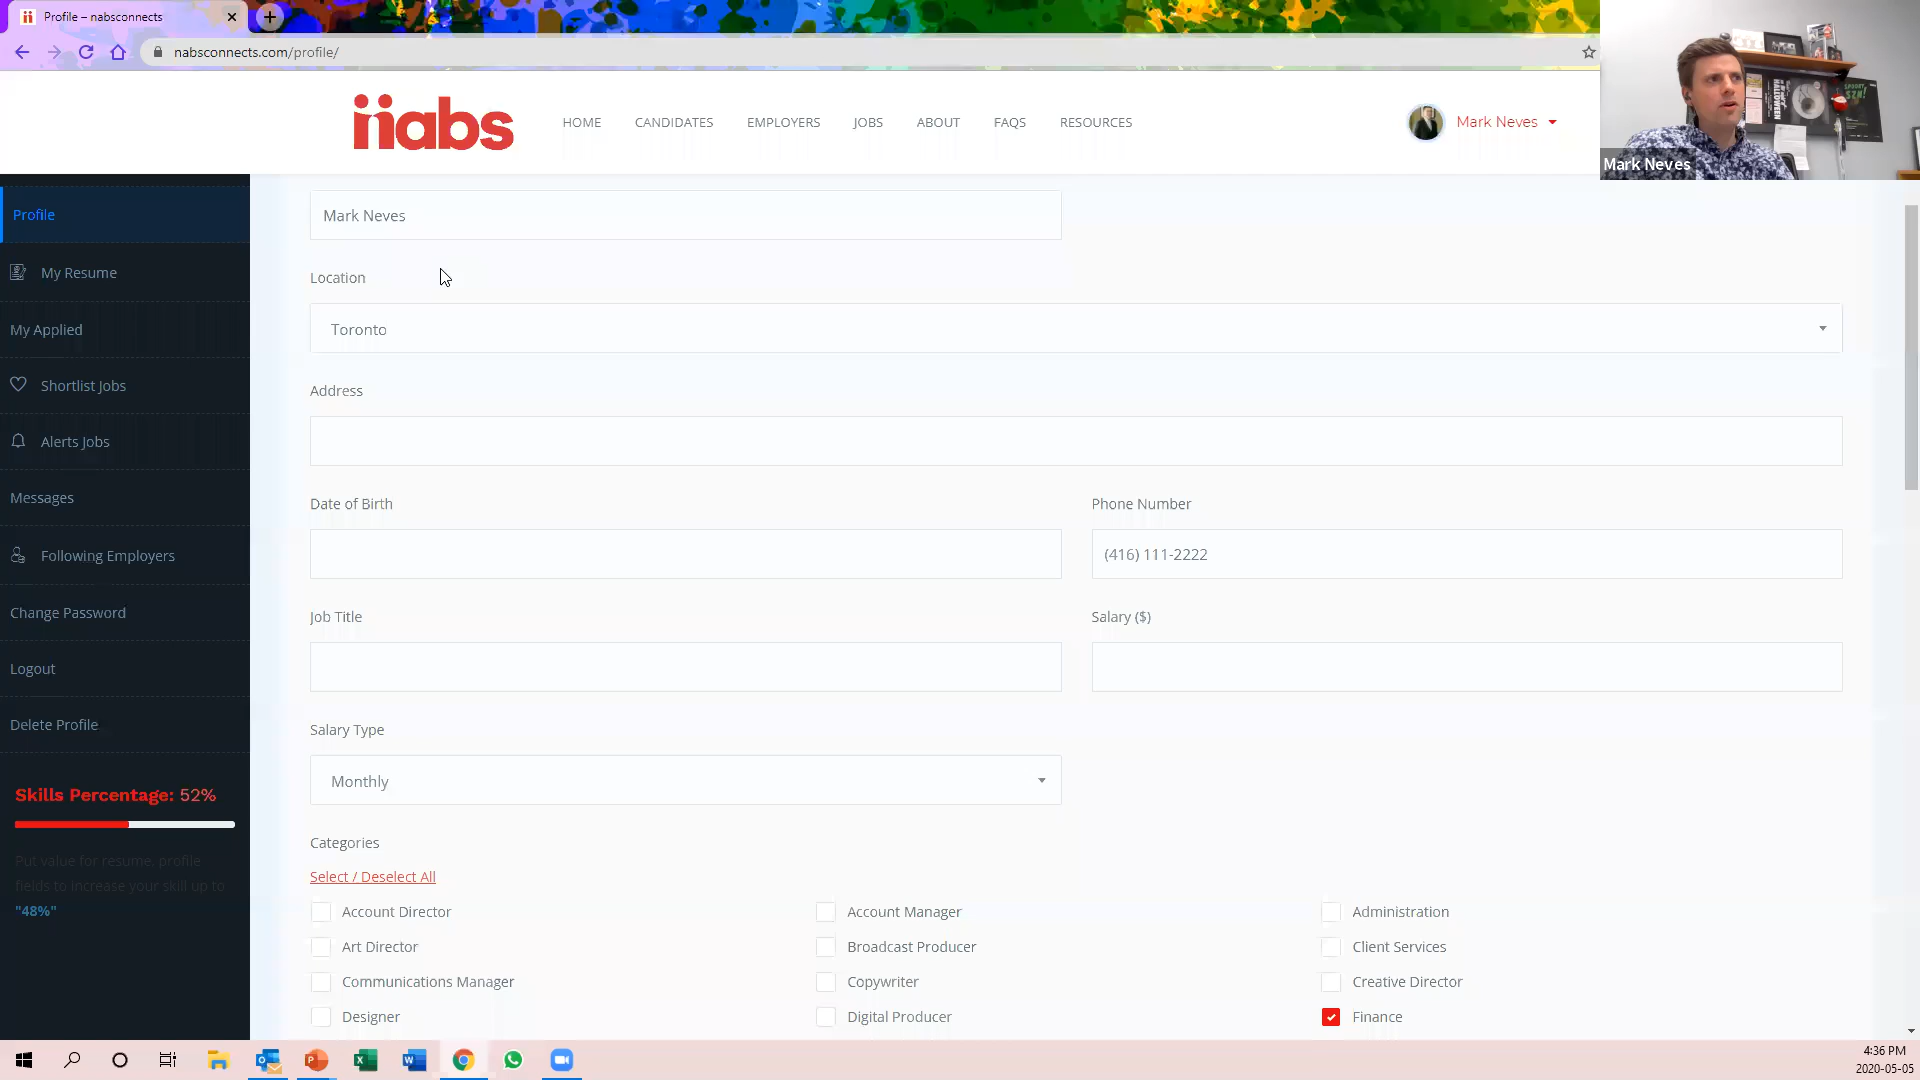 Profile – nabsconnects
nabsconnects.com/profile/
nabs
HOME
CANDIDATES
EMPLOYERS
JOBS
ABOUT
FAQS
RESOURCES
Mark Neves
Mark Neves
Profile
My Resume
My Applied
Shortlist Jobs
Alerts Jobs
Messages
Following Employers
Change Password
Logout
Delete Profile
Skills Percentage: 52%
Put value for resume, profile
fields to increase your skill up to
"48%"
Mark Neves
Location
Toronto
Address
Date of Birth
Phone Number
(416) 111-2222
Job Title
Salary ($)
Salary Type
Monthly
Categories
Select / Deselect All
Account Director
Account Manager
Administration
Art Director
Broadcast Producer
Client Services
Communications Manager
Copywriter
Creative Director
Designer
Digital Producer
Finance
4:36 PM
2020-05-05